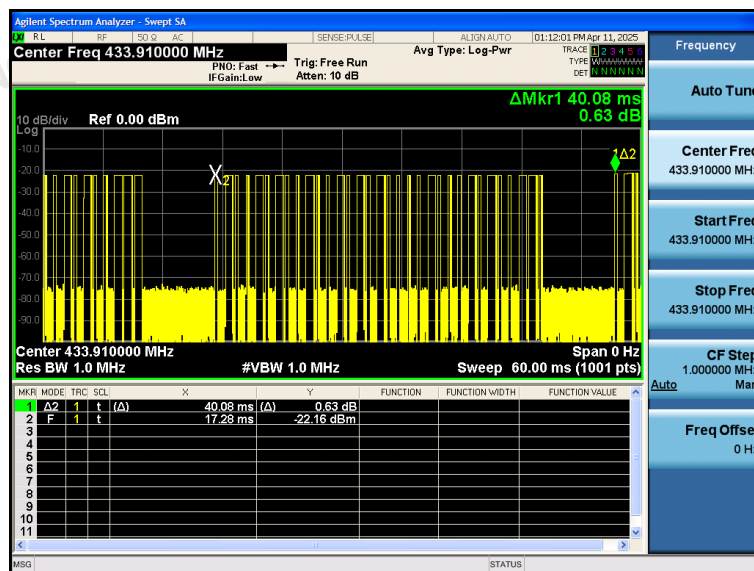 Agilent Spectrum Analyzer - Swept SA
LXI RL RF 50 Ω AC SENSE:PULSE ALIGN AUTO 01:12:01 PM Apr 11, 2025
Center Freq 433.910000 MHz
PNO: Fast
IFGain:Low
Trig: Free Run
Atten: 10 dB
Avg Type: Log-Pwr
TRACE 1 2 3 4 5 6
TYPE
DET N N N N N N
ΔMkr1 40.08 ms
0.63 dB
10 dB/div Ref 0.00 dBm
Log
-10.0
-20.0
-30.0
-40.0
-50.0
-60.0
-70.0
-80.0
-90.0
X2
1Δ2
Center 433.910000 MHz
Span 0 Hz
Res BW 1.0 MHz
#VBW 1.0 MHz
Sweep 60.00 ms (1001 pts)
MKR MODE TRC SCL X Y FUNCTION FUNCTION WIDTH FUNCTION VALUE
1 Δ2 1 t (Δ) 40.08 ms (Δ) 0.63 dB
2 F 1 t 17.28 ms -22.16 dBm
3
4
5
6
7
8
9
10
11
MSG STATUS
Frequency
Auto Tune
Center Freq
433.910000 MHz
Start Freq
433.910000 MHz
Stop Freq
433.910000 MHz
CF Step
1.000000 MHz
Auto Man
Freq Offset
0 Hz